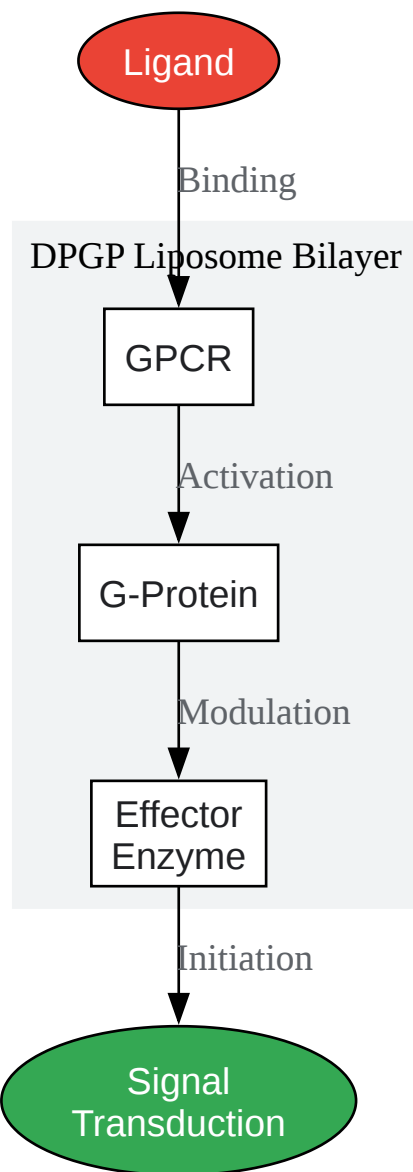 Ligand
Binding
DPGP Liposome Bilayer
GPCR
Activation
G-Protein
Modulation
Effector
Enzyme
Initiation
Signal
Transduction